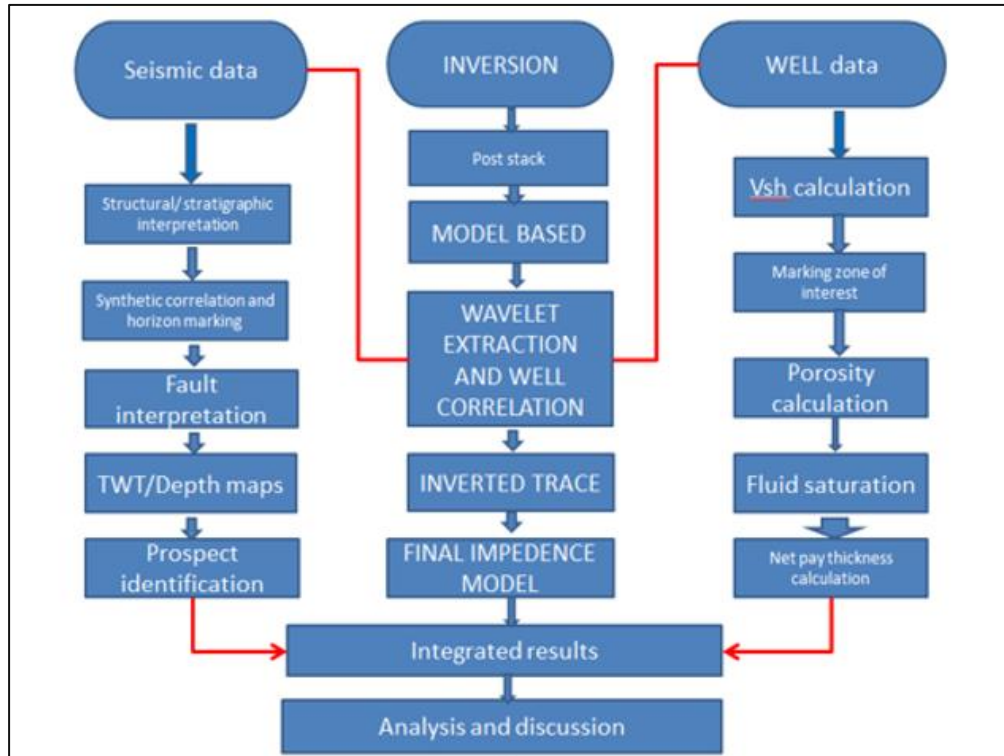 Seismic data
Structural/ stratigraphic
interpretation
Synthetic correlation and
horizon marking
Fault
interpretation
TWT/Depth maps
Prospect
identification
INVERSION
Post stack
MODEL BASED
WAVELET
EXTRACTION
AND WELL
CORRELATION
INVERTED TRACE
FINAL IMPEDENCE
MODEL
WELL data
Vsh calculation
Marking zone of
interest
Porosity
calculation
Fluid saturation
Net pay thickness
calculation
Integrated results
Analysis and discussion